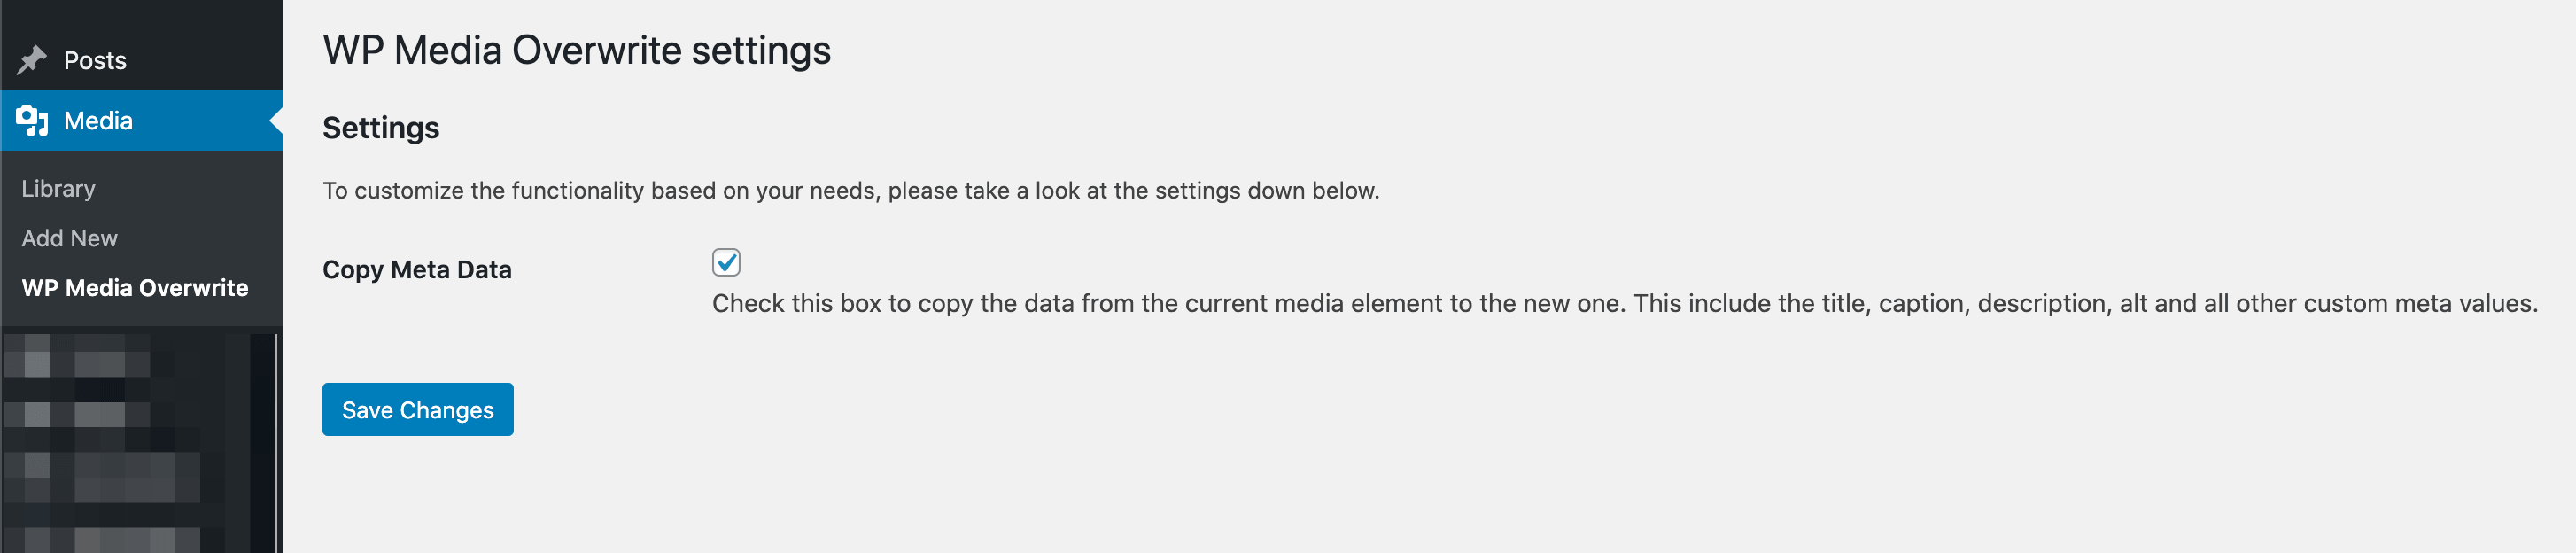 Posts
Media
Library
Add New
WP Media Overwrite
WP Media Overwrite settings
Settings
To customize the functionality based on your needs, please take a look at the settings down below.
Copy Meta Data
Check this box to copy the data from the current media element to the new one. This include the title, caption, description, alt and all other custom meta values.
Save Changes